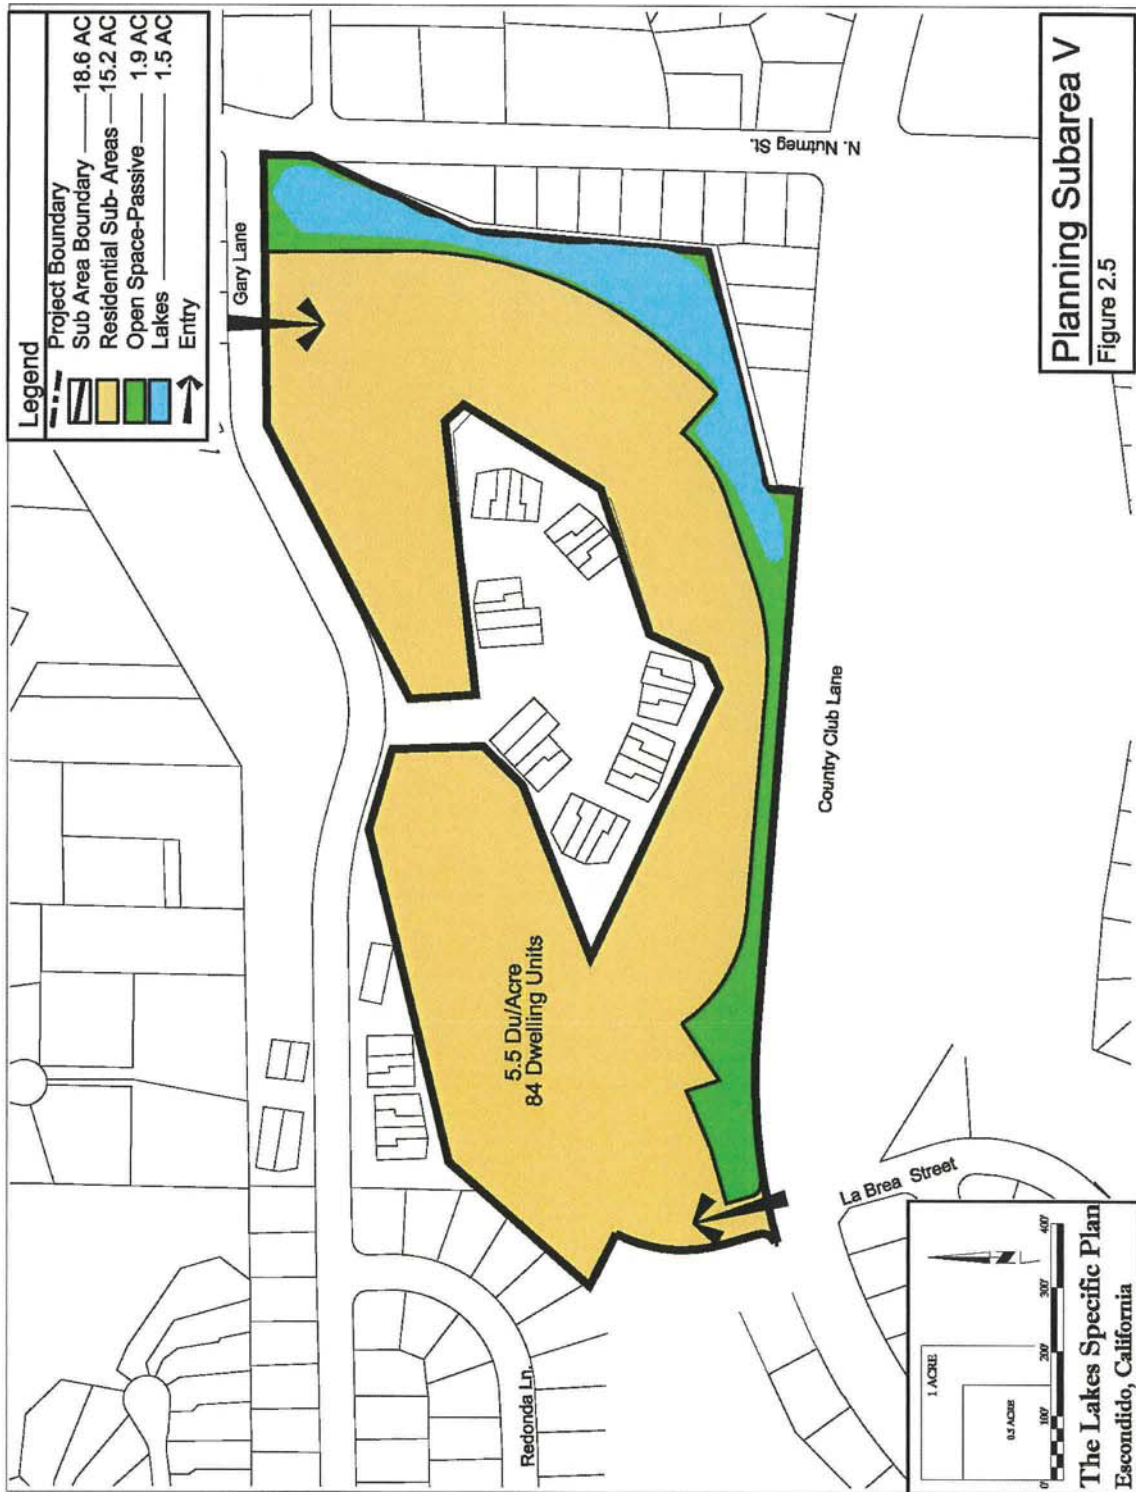 Legend
Project Boundary
Sub Area Boundary 18.6 AC
Residential Sub- Areas 15.2 AC
Open Space-Passive 1.9 AC
Lakes 1.5 AC
Entry
Gary Lane
N. Nutmeg St.
5.5 Du/Acre
84 Dwelling Units
Country Club Lane
Redonda Ln.
La Brea Street
1 ACRE
0.5 ACRE
0' 100' 200' 300' 400'
The Lakes Specific Plan
Escondido, California
Planning Subarea V
Figure 2.5